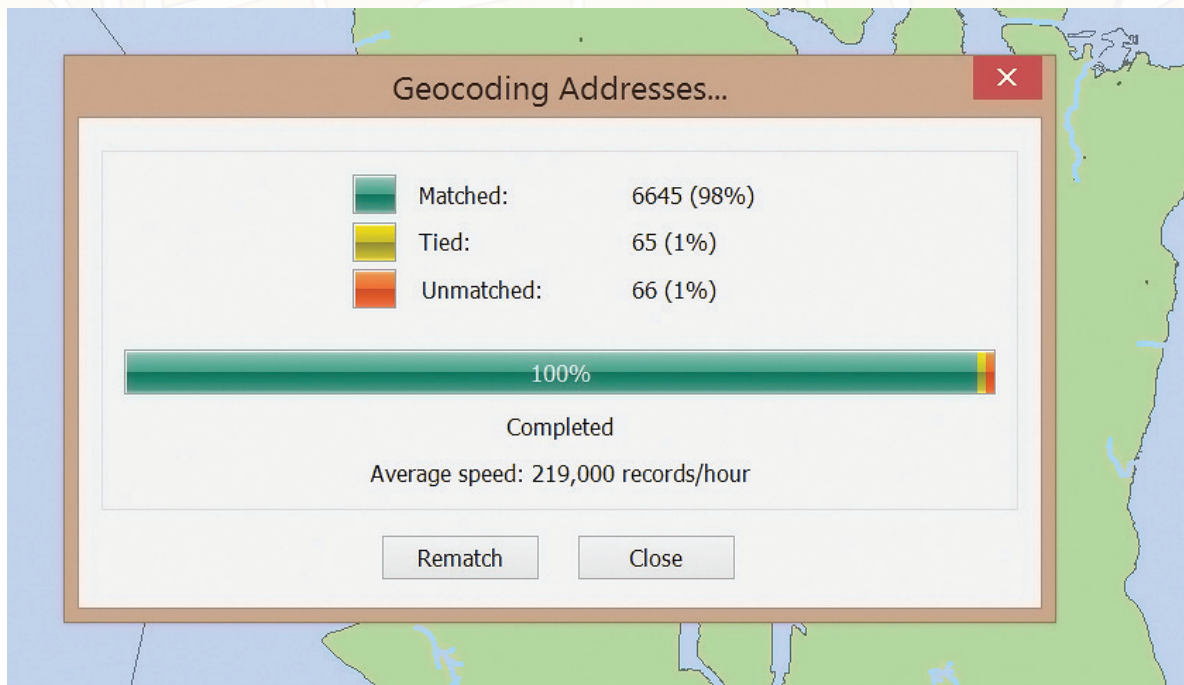 Geocoding Addresses...
Matched: 6645 (98%)
Tied: 65 (1%)
Unmatched: 66 (1%)
100%
Completed
Average speed: 219,000 records/hour
Rematch Close